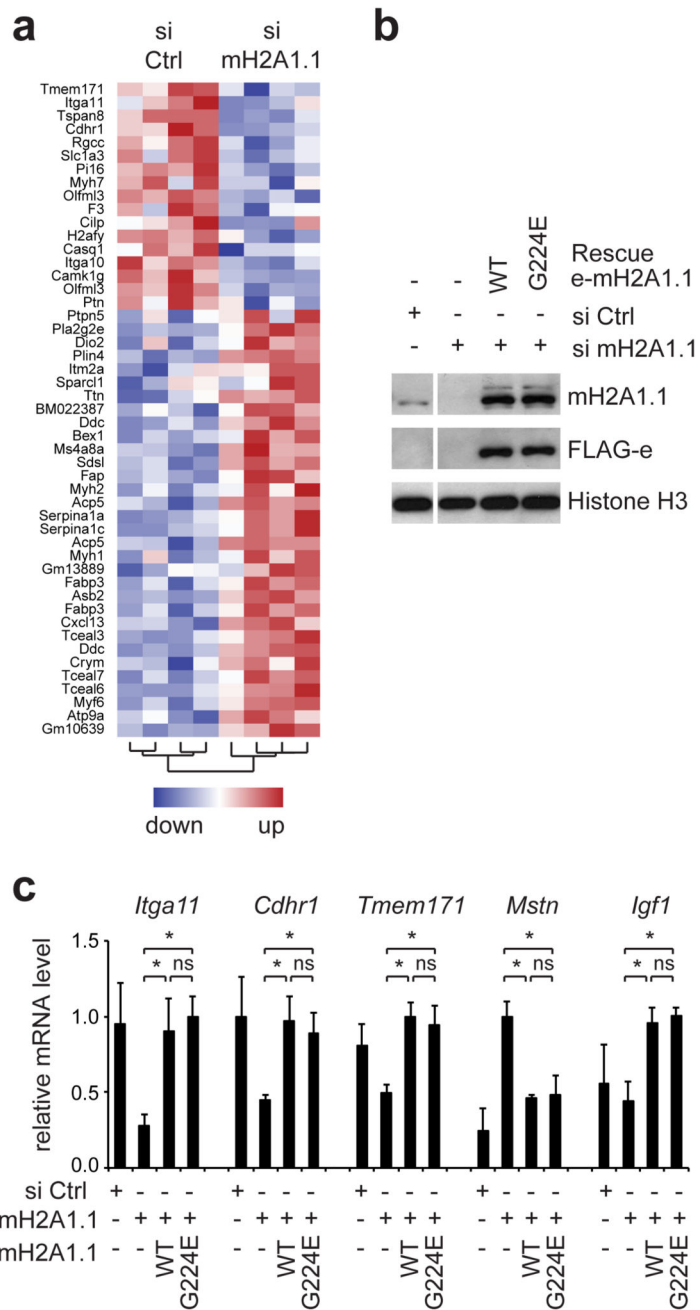 a
si
Ctrl
si
mH2A1.1
Tmem171
Itga11
Tspan8
Cdhr1
Rgcc
Slc1a3
Pi16
Myh7
Olfml3
F3
Cilp
H2afy
Casq1
Itga10
Camk1g
Olfml3
Ptn
Ptpn5
Pla2g2e
Dio2
Plin4
Itm2a
Sparcl1
Ttn
BM022387
Ddc
Bex1
Ms4a8a
Sdsl
Fap
Myh2
Acp5
Serpina1a
Serpina1c
Acp5
Myh1
Gm13889
Fabp3
Asb2
Fabp3
Cxcl13
Tceal3
Ddc
Crym
Tceal7
Tceal6
Myf6
Atp9a
Gm10639
down up
b
- - WT G224E Rescue
e-mH2A1.1
+ - - - si Ctrl
- + + + si mH2A1.1
mH2A1.1
FLAG-e
Histone H3
c
Itga11 Cdhr1 Tmem171 Mstn Igf1
* * * * *
* ns * ns * ns * ns * ns
relative mRNA level
1.5
1.0
0.5
0.0
si Ctrl + - - - + - - - + - - - + - - - + - - -
mH2A1.1 - + + + - + + + - + + + - + + + - + + +
mH2A1.1 - - WT G224E - - WT G224E - - WT G224E - - WT G224E - - WT G224E